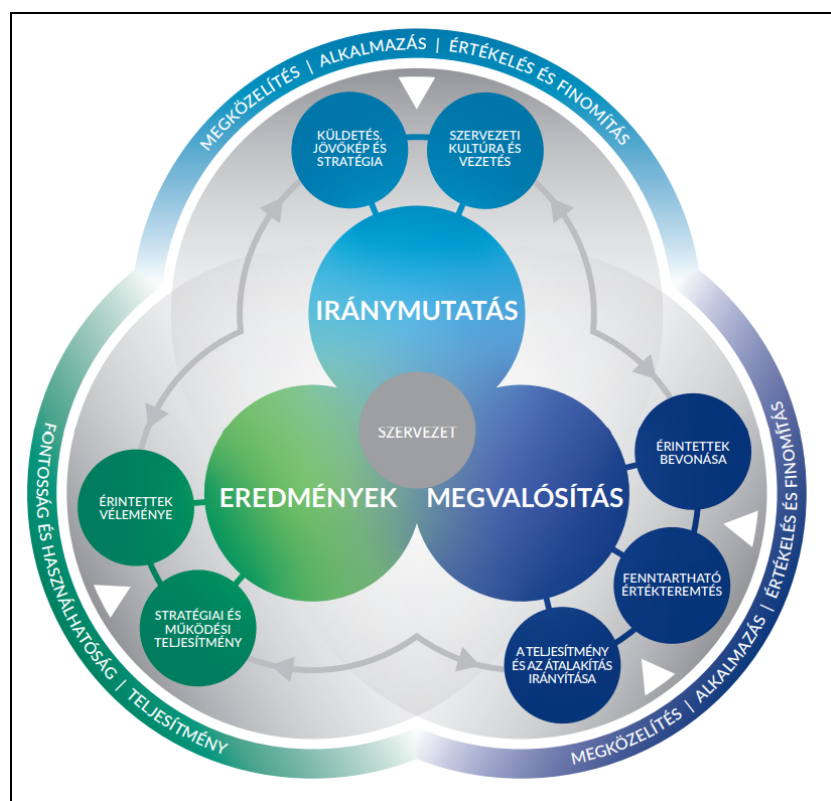 MEGKÖZELÍTÉS | ALKALMAZÁS | ÉRTÉKELÉS ÉS FINOMÍTÁS
KÜLDETÉS,
JÖVŐKÉP ÉS
STRATÉGIA
SZERVEZETI
KULTÚRA ÉS
VEZETÉS
IRÁNYMUTATÁS
SZERVEZET
EREDMÉNYEK
MEGVALÓSÍTÁS
ÉRINTETTEK
BEVONÁSA
FENNTARTHATÓ
ÉRTÉKTEREMTÉS
A TELJESÍTMÉNY
ÉS AZ ÁTALAKÍTÁS
IRÁNYÍTÁSA
ÉRINTETTEK
VÉLEMÉNYE
STRATÉGIAI ÉS
MŰKÖDÉSI
TELJESÍTMÉNY
FONTOSSÁG ÉS HASZNÁLHATÓSÁG | TELJESÍTMÉNY
MEGKÖZELÍTÉS | ALKALMAZÁS | ÉRTÉKELÉS ÉS FINOMÍTÁS